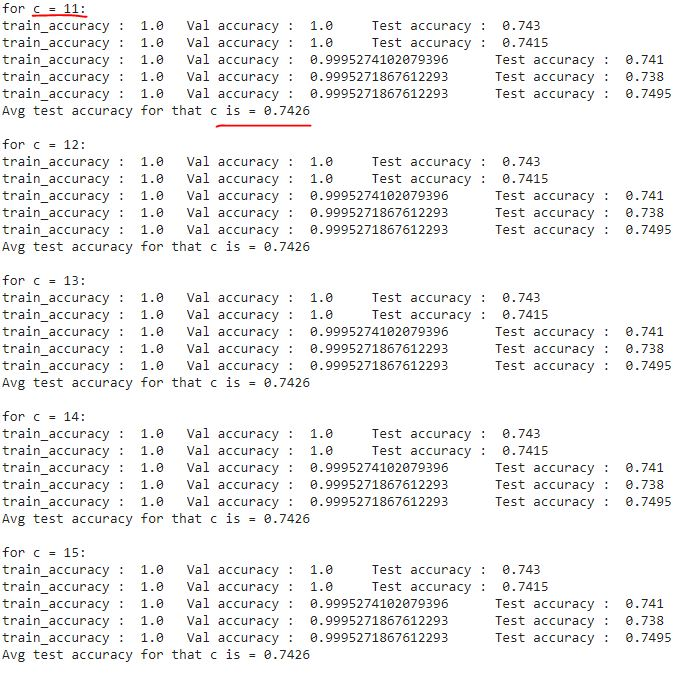 for c = 11:
train_accuracy :  1.0   Val accuracy :  1.0     Test accuracy :  0.743
train_accuracy :  1.0   Val accuracy :  1.0     Test accuracy :  0.7415
train_accuracy :  1.0   Val accuracy :  0.9995274102079396      Test accuracy :  0.741
train_accuracy :  1.0   Val accuracy :  0.9995271867612293      Test accuracy :  0.738
train_accuracy :  1.0   Val accuracy :  0.9995271867612293      Test accuracy :  0.7495
Avg test accuracy for that c is = 0.7426
for c = 12:
train_accuracy :  1.0   Val accuracy :  1.0     Test accuracy :  0.743
train_accuracy :  1.0   Val accuracy :  1.0     Test accuracy :  0.7415
train_accuracy :  1.0   Val accuracy :  0.9995274102079396      Test accuracy :  0.741
train_accuracy :  1.0   Val accuracy :  0.9995271867612293      Test accuracy :  0.738
train_accuracy :  1.0   Val accuracy :  0.9995271867612293      Test accuracy :  0.7495
Avg test accuracy for that c is = 0.7426
for c = 13:
train_accuracy :  1.0   Val accuracy :  1.0     Test accuracy :  0.743
train_accuracy :  1.0   Val accuracy :  1.0     Test accuracy :  0.7415
train_accuracy :  1.0   Val accuracy :  0.9995274102079396      Test accuracy :  0.741
train_accuracy :  1.0   Val accuracy :  0.9995271867612293      Test accuracy :  0.738
train_accuracy :  1.0   Val accuracy :  0.9995271867612293      Test accuracy :  0.7495
Avg test accuracy for that c is = 0.7426
for c = 14:
train_accuracy :  1.0   Val accuracy :  1.0     Test accuracy :  0.743
train_accuracy :  1.0   Val accuracy :  1.0     Test accuracy :  0.7415
train_accuracy :  1.0   Val accuracy :  0.9995274102079396      Test accuracy :  0.741
train_accuracy :  1.0   Val accuracy :  0.9995271867612293      Test accuracy :  0.738
train_accuracy :  1.0   Val accuracy :  0.9995271867612293      Test accuracy :  0.7495
Avg test accuracy for that c is = 0.7426
for c = 15:
train_accuracy :  1.0   Val accuracy :  1.0     Test accuracy :  0.743
train_accuracy :  1.0   Val accuracy :  1.0     Test accuracy :  0.7415
train_accuracy :  1.0   Val accuracy :  0.9995274102079396      Test accuracy :  0.741
train_accuracy :  1.0   Val accuracy :  0.9995271867612293      Test accuracy :  0.738
train_accuracy :  1.0   Val accuracy :  0.9995271867612293      Test accuracy :  0.7495
Avg test accuracy for that c is = 0.7426